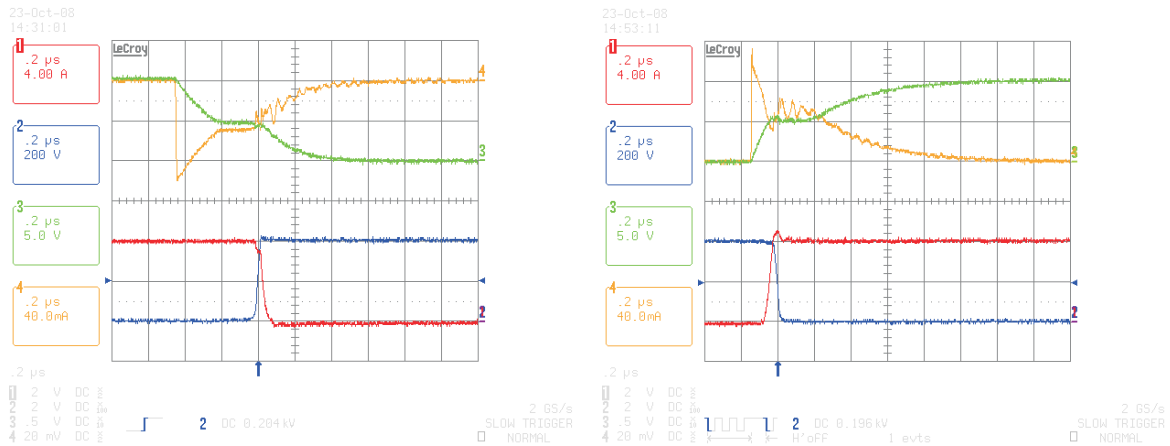 23-Oct-08
14:31:01
1
.2 µs
4.00 A
2
.2 µs
200 V
3
.2 µs
5.0 V
4
.2 µs
40.0mA
LeCroy
4
3
2
.2 µs
1 2 V DC
2 2 V DC
3 .5 V DC
4 20 mV DC
2 DC 0.204kV
2 GS/s
SLOW TRIGGER
NORMAL
23-Oct-08
14:53:11
1
.2 µs
4.00 A
2
.2 µs
200 V
3
.2 µs
5.0 V
4
.2 µs
40.0mA
LeCroy
2
.2 µs
1 2 V DC
2 2 V DC
3 .5 V DC
4 20 mV DC
2 DC 0.196kV
H'oFF 1 evts
2 GS/s
SLOW TRIGGER
NORMAL